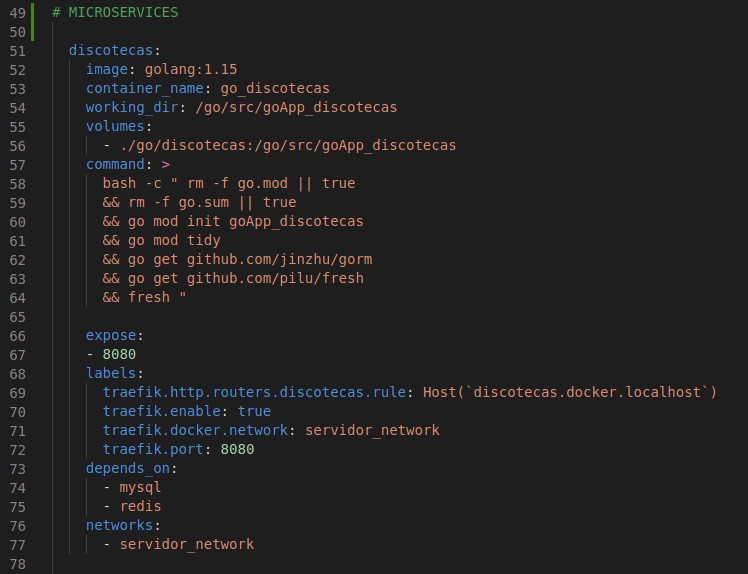 49 # MICROSERVICES
50
51 discotecas:
52 image: golang:1.15
53 container_name: go_discotecas
54 working_dir: /go/src/goApp_discotecas
55 volumes:
56 - ./go/discotecas:/go/src/goApp_discotecas
57 command: >
58 bash -c " rm -f go.mod || true
59 && rm -f go.sum || true
60 && go mod init goApp_discotecas
61 && go mod tidy
62 && go get github.com/jinzhu/gorm
63 && go get github.com/pilu/fresh
64 && fresh "
65
66 expose:
67 - 8080
68 labels:
69 traefik.http.routers.discotecas.rule: Host(`discotecas.docker.localhost`)
70 traefik.enable: true
71 traefik.docker.network: servidor_network
72 traefik.port: 8080
73 depends_on:
74 - mysql
75 - redis
76 networks:
77 - servidor_network
78